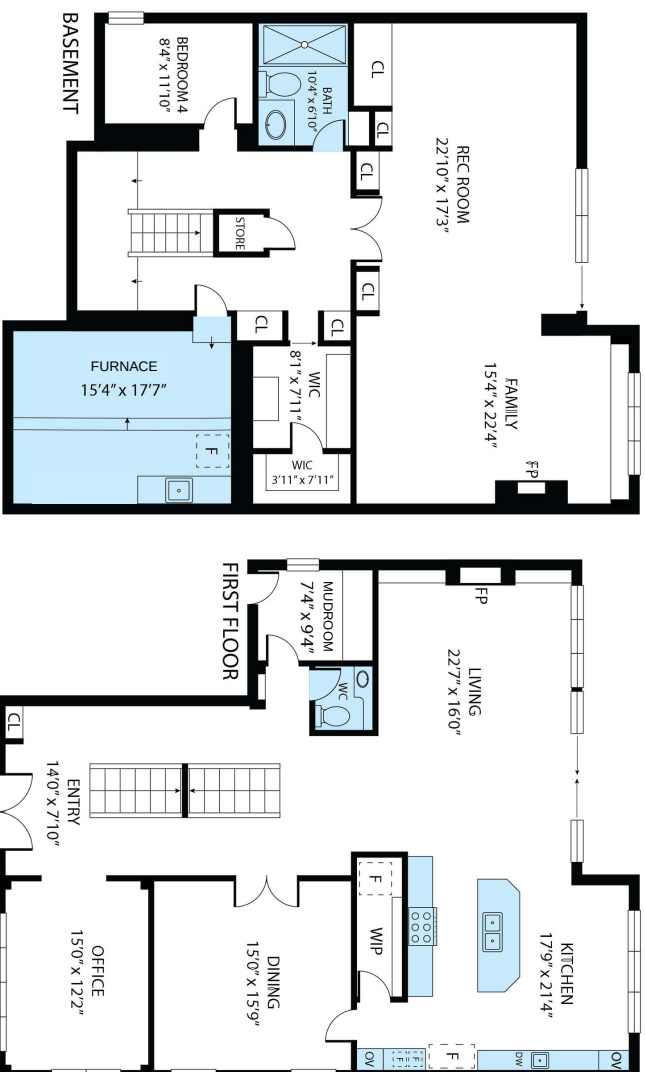 BASEMENT
BEDROOM 4
8'4" x 11'10"
BATH
10'4" x 6'10"
CL
CL
CL
REC ROOM
22'10" x 17'3"
STORE
CL
CL
CL
FURNACE
15'4" x 17'7"
F
WIC
8'1" x 7'11"
WIC
3'11" x 7'11"
FAMILY
15'4" x 22'4"
FP
FIRST FLOOR
MUDROOM
7'4" x 9'4"
WC
FP
LIVING
22'7" x 16'0"
CL
ENTRY
14'0" x 7'10"
OFFICE
15'0" x 12'2"
DINING
15'0" x 15'9"
F
WIP
KITCHEN
17'9" x 21'4"
OV
F
F
F
DW
OV